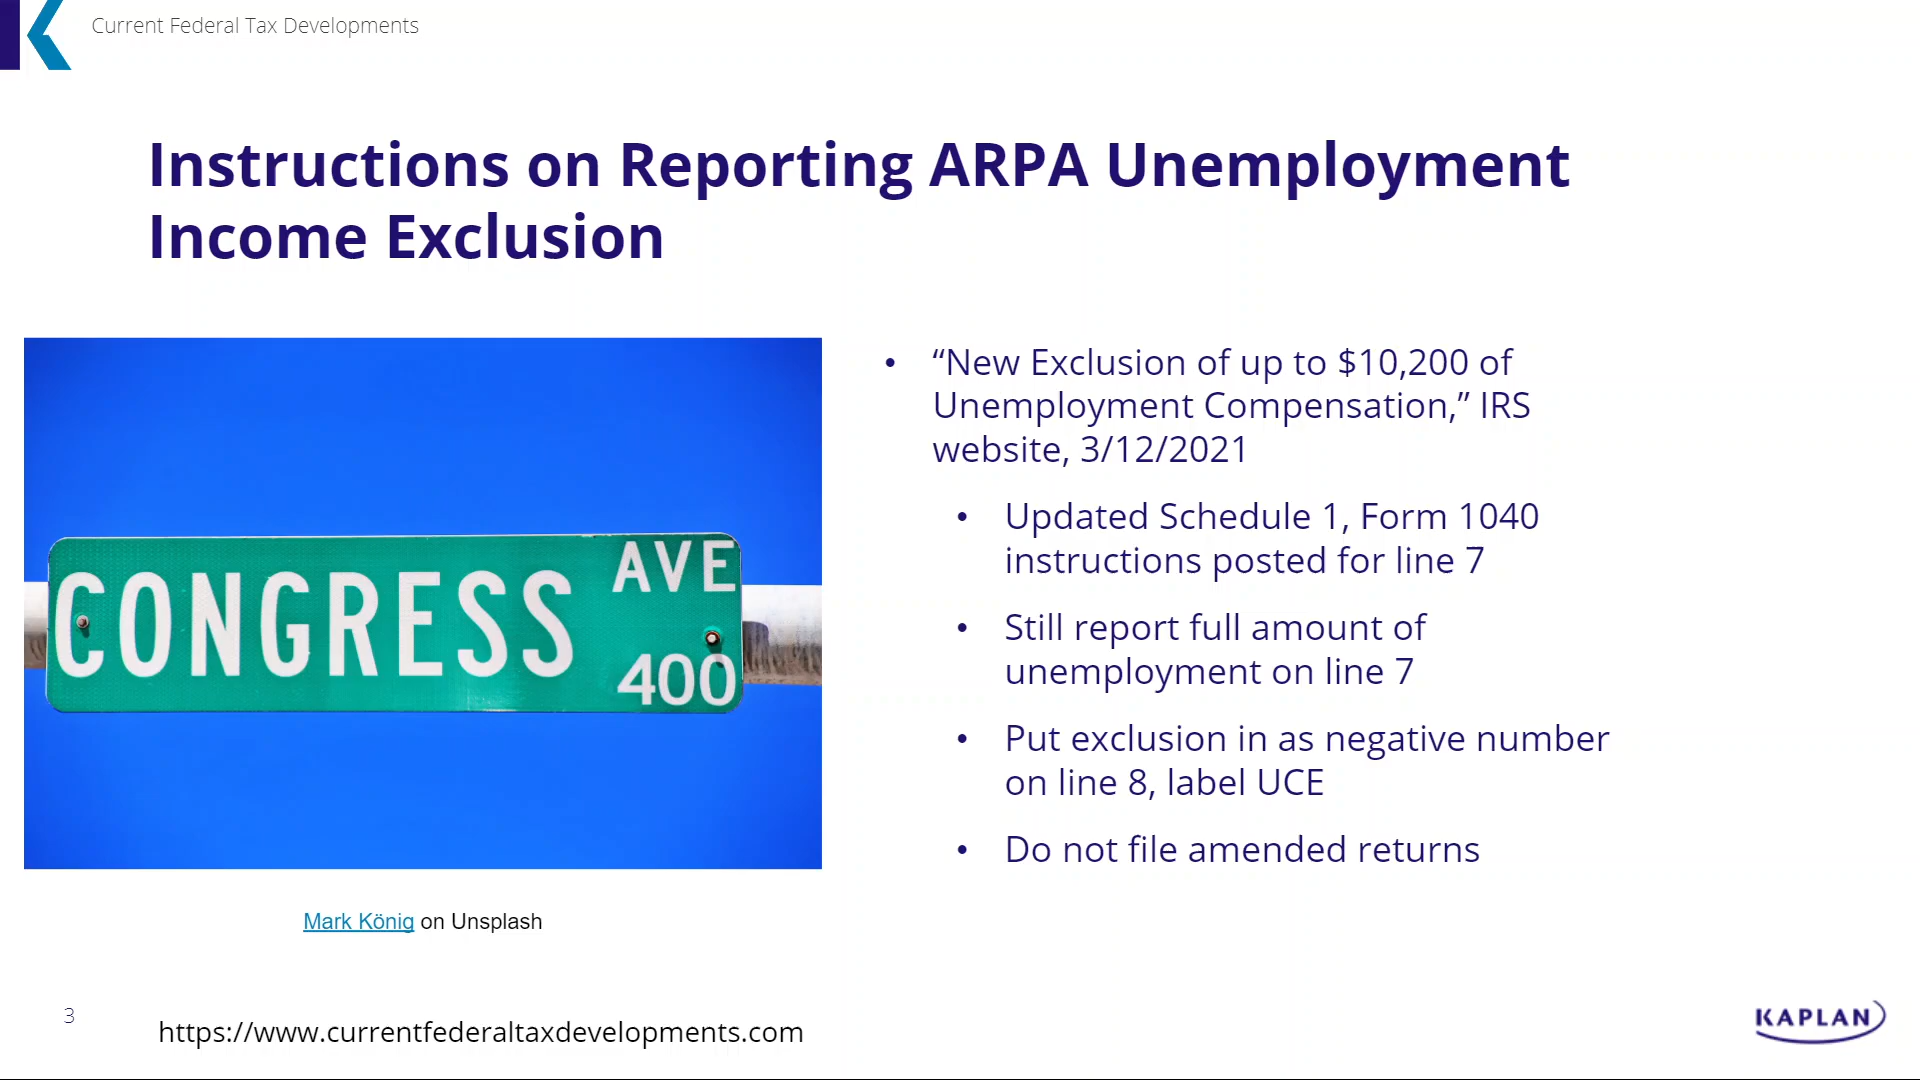 Current Federal Tax Developments
Instructions on Reporting ARPA Unemployment
Income Exclusion
CONGRESS AVE
400
Mark König on Unsplash
• “New Exclusion of up to $10,200 of
Unemployment Compensation,” IRS
website, 3/12/2021
• Updated Schedule 1, Form 1040
instructions posted for line 7
• Still report full amount of
unemployment on line 7
• Put exclusion in as negative number
on line 8, label UCE
• Do not file amended returns
3
https://www.currentfederaltaxdevelopments.com
KAPLAN